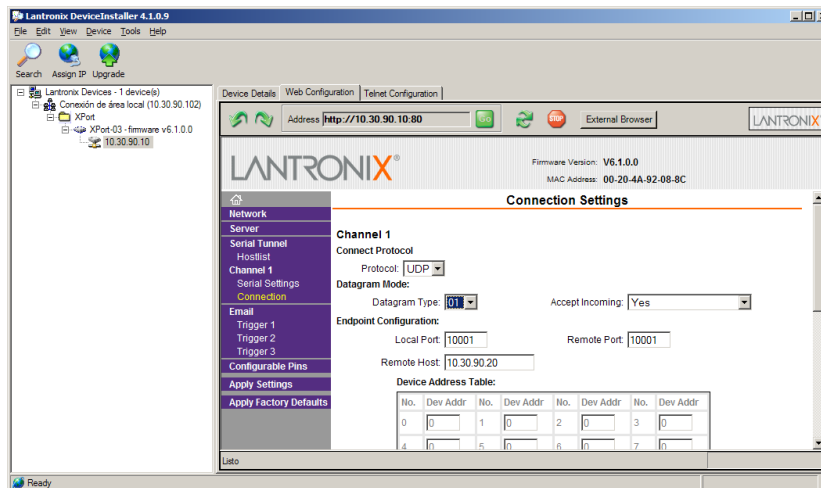 Lantronix DeviceInstaller 4.1.0.9
File Edit View Device Tools Help
Search Assign IP Upgrade
Lantronix Devices - 1 device(s)
Conexión de área local (10.30.90.102)
XPort
XPort-03 - firmware v6.1.0.0
10.30.90.10
Device Details Web Configuration Telnet Configuration
Address http://10.30.90.10:80 Go STOP External Browser LANTRONIX
LANTRONIX®
Firmware Version: V6.1.0.0
MAC Address: 00-20-4A-92-08-8C
Network
Server
Serial Tunnel
Hostlist
Channel 1
Serial Settings
Connection
Email
Trigger 1
Trigger 2
Trigger 3
Configurable Pins
Apply Settings
Apply Factory Defaults
Connection Settings
Channel 1
Connect Protocol
Protocol: UDP
Datagram Mode:
Datagram Type: 01 Accept Incoming: Yes
Endpoint Configuration:
Local Port: 10001 Remote Port: 10001
Remote Host: 10.30.90.20
Device Address Table:
No. Dev Addr No. Dev Addr No. Dev Addr No. Dev Addr
0 0 1 0 2 0 3 0
4 0 5 0 6 0 7 0
Listo
Ready